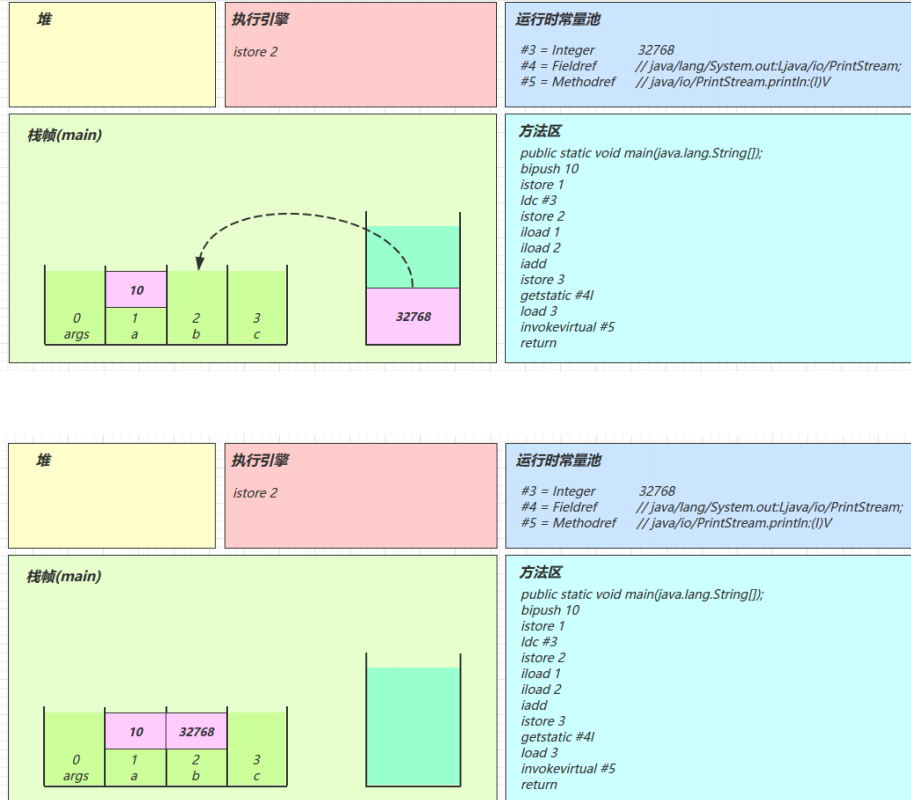 堆
执行引擎
istore 2
运行时常量池
#3 = Integer 32768
#4 = Fieldref // java/lang/System.out:Ljava/io/PrintStream;
#5 = Methodref // java/io/PrintStream.println:(I)V
栈帧(main)
10
32768
0 1 2 3
args a b c
方法区
public static void main(java.lang.String[]);
bipush 10
istore 1
ldc #3
istore 2
iload 1
iload 2
iadd
istore 3
getstatic #4l
load 3
invokevirtual #5
return
堆
执行引擎
istore 2
运行时常量池
#3 = Integer 32768
#4 = Fieldref // java/lang/System.out:Ljava/io/PrintStream;
#5 = Methodref // java/io/PrintStream.println:(I)V
栈帧(main)
10 32768
0 1 2 3
args a b c
方法区
public static void main(java.lang.String[]);
bipush 10
istore 1
ldc #3
istore 2
iload 1
iload 2
iadd
istore 3
getstatic #4l
load 3
invokevirtual #5
return